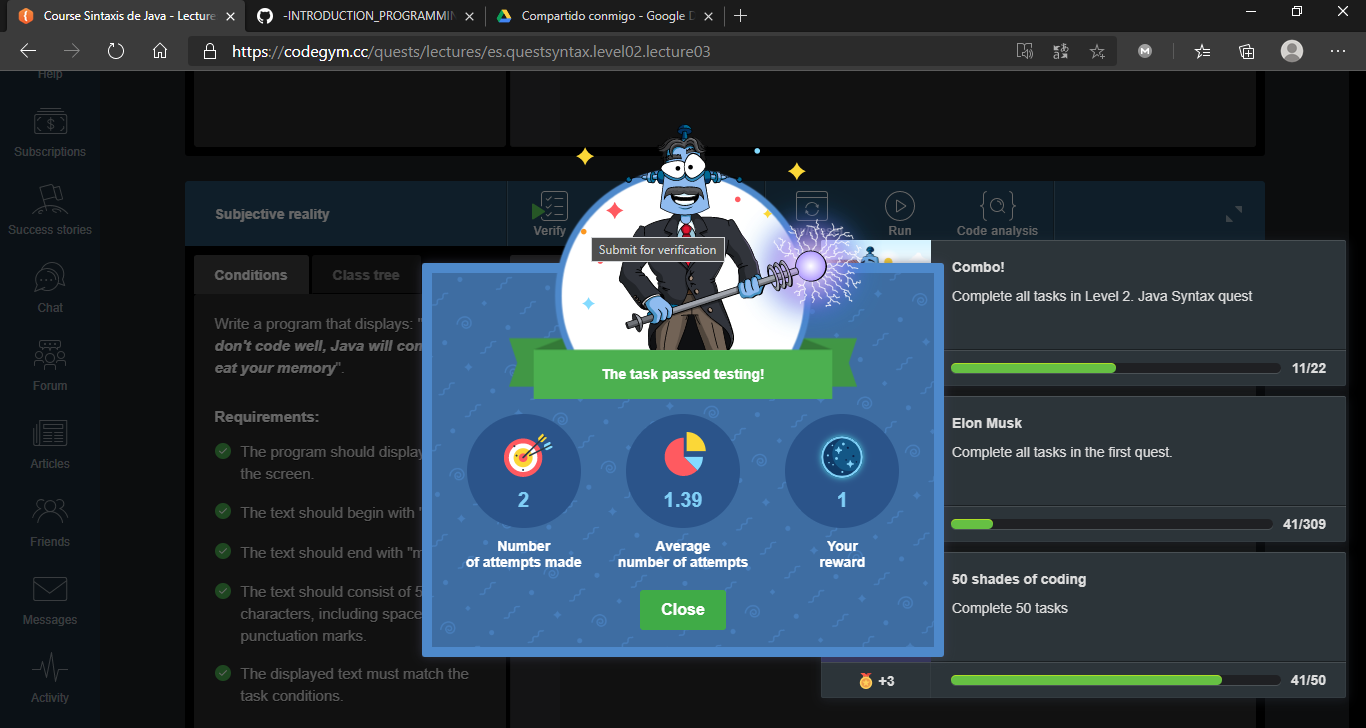 Course Sintaxis de Java - Lecture
-INTRODUCTION_PROGRAMMIN
Compartido conmigo - Google D
https://codegym.cc/quests/lectures/es.questsyntax.level02.lecture03
Help
Subscriptions
Success stories
Chat
Forum
Articles
Friends
Messages
Activity
Subjective reality
Verify
Run
Code analysis
Submit for verification
Conditions
Class tree
Write a program that displays: "
don't code well, Java will con
eat your memory".
Requirements:
The program should display
the screen.
The text should begin with "
The text should end with "m
The text should consist of 5
characters, including space
punctuation marks.
The displayed text must match the
task conditions.
The task passed testing!
2
Number
of attempts made
1.39
Average
number of attempts
1
Your
reward
Close
Combo!
Complete all tasks in Level 2. Java Syntax quest
11/22
Elon Musk
Complete all tasks in the first quest.
41/309
50 shades of coding
Complete 50 tasks
+3
41/50